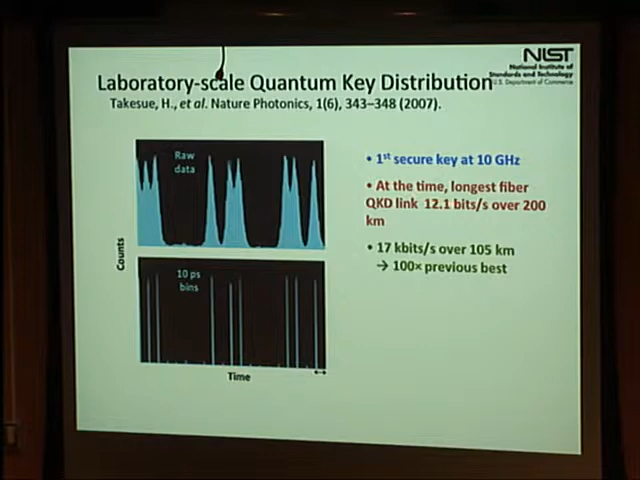 NIST
National Institute of
Standards and Technology
U.S. Department of Commerce
Laboratory-scale Quantum Key Distribution
Takesue, H., et al. Nature Photonics, 1(6), 343–348 (2007).
Raw
data
Counts
10 ps
bins
Time
• 1st secure key at 10 GHz
• At the time, longest fiber
QKD link 12.1 bits/s over 200
km
• 17 kbits/s over 105 km
→ 100× previous best